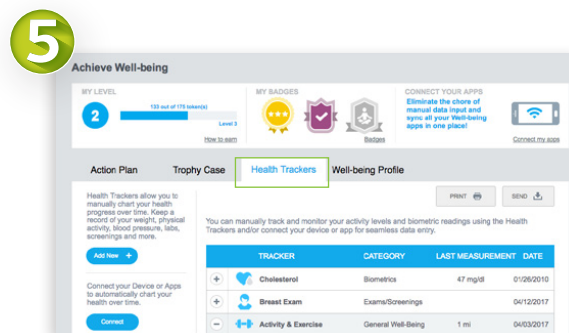 5
Achieve Well-being
MY LEVEL
2
133 out of 175 token(s)
Level 3
How to earn
MY BADGES
Badges
CONNECT YOUR APPS
Eliminate the chore of
manual data input and
sync all your Well-being
apps in one place!
Connect my apps
Action Plan Trophy Case Health Trackers Well-being Profile
Health Trackers allow you to
manually chart your health
progress over time. Keep a
record of your weight, physical
activity, blood pressure, labs,
screenings and more.
Add New +
Connect your Device or Apps
to automatically chart your
health over time.
Connect
PRINT SEND
You can manually track and monitor your activity levels and biometric readings using the Health
Trackers and/or connect your device or app for seamless data entry.
TRACKER CATEGORY LAST MEASUREMENT DATE
+ Cholesterol Biometrics 47 mg/dl 01/26/2010
+ Breast Exam Exams/Screenings 04/12/2017
- Activity & Exercise General Well-Being 1 mi 04/03/2017